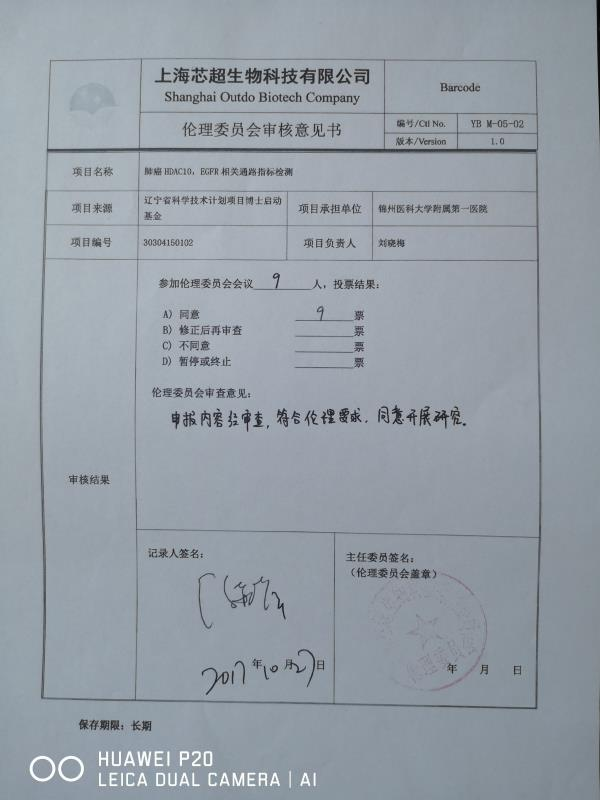 上海芯超生物科技有限公司
Shanghai Outdo Biotech Company
Barcode
伦理委员会审核意见书
编号/Ctl No.
YB M-05-02
版本/Version
1.0
项目名称
肺癌 HDAC10，EGFR 相关通路指标检测
项目来源
辽宁省科学技术计划项目博士启动
基金
项目承担单位
锦州医科大学附属第一医院
项目编号
30304150102
项目负责人
刘晓梅
审核结果
参加伦理委员会会议 9 人，投票结果：
A) 同意 9 票
B) 修正后再审查 票
C) 不同意 票
D) 暂停或终止 票
伦理委员会审查意见：
申报内容经审查，符合伦理要求，同意开展研究。
记录人签名：
2017 年 10 月 27 日
主任委员签名：
（伦理委员会盖章）
伦理委员会
年 月 日
保存期限：长期
HUAWEI P20
LEICA DUAL CAMERA | AI